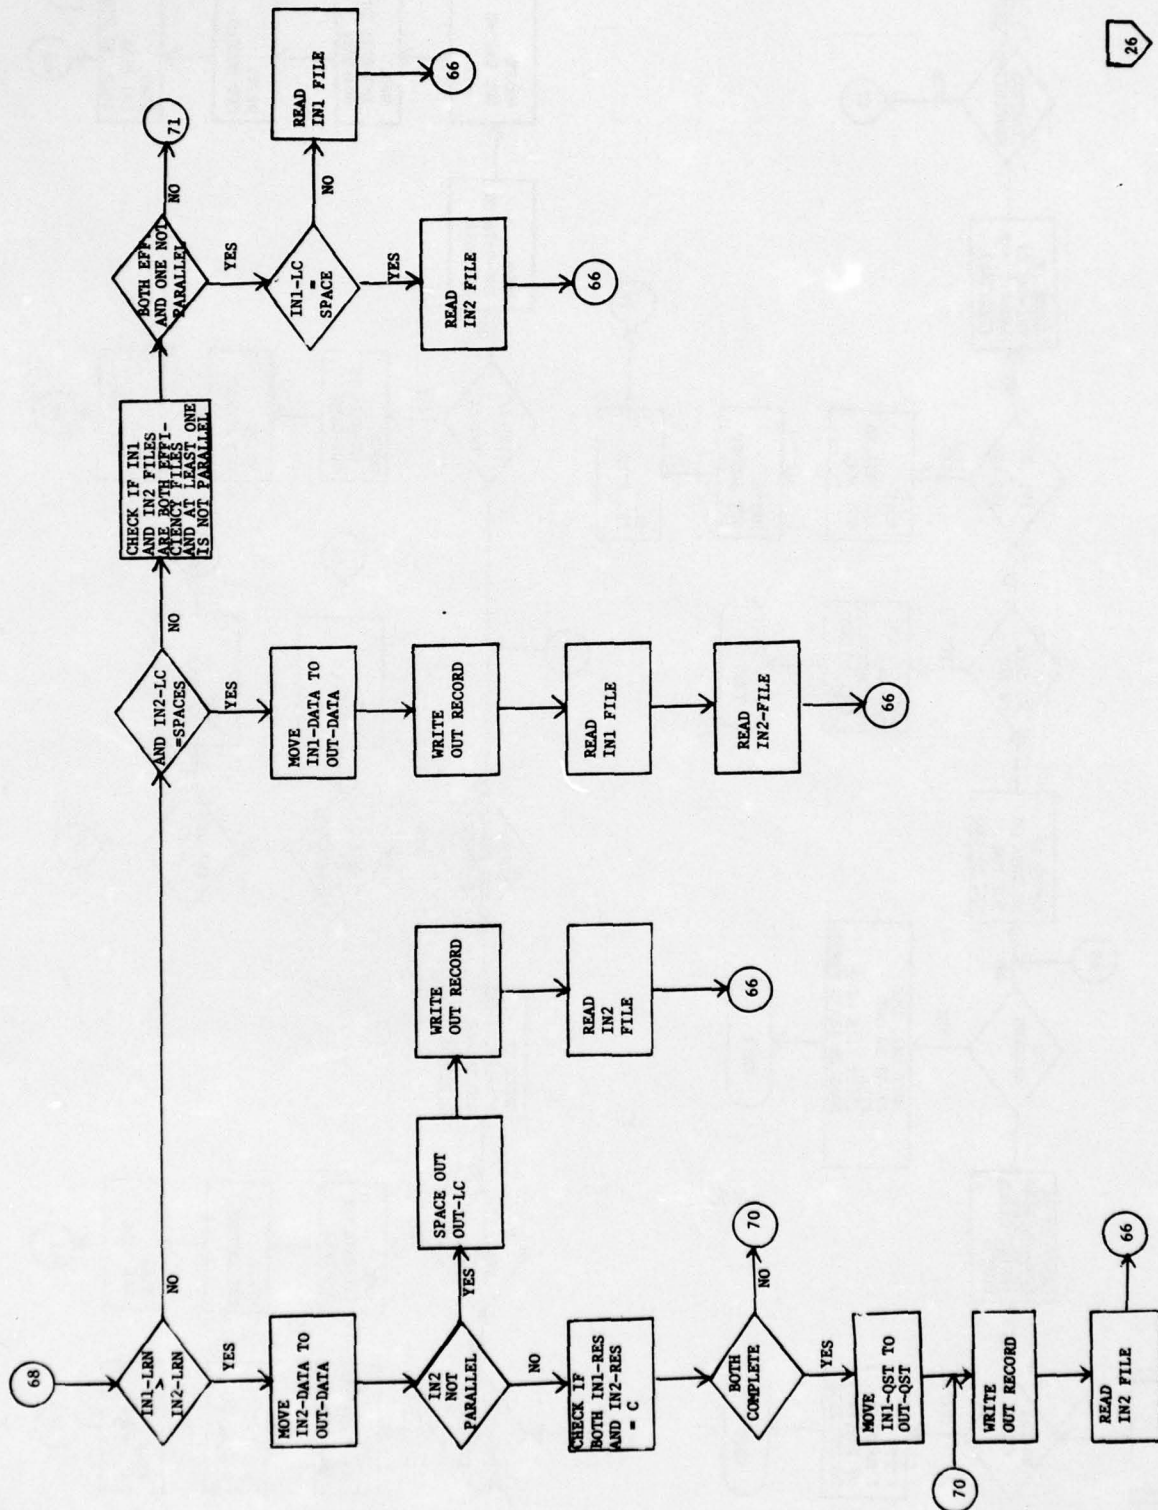 68
IN1-LRN
>
IN2-LRN
NO
YES
MOVE
IN2-DATA TO
OUT-DATA
IN2
NOT
PARALLEL
YES
NO
SPACE OUT
OUT-LC
WRITE
OUT RECORD
READ
IN2
FILE
66
CHECK IF
BOTH IN1-RES
AND IN2-RES
= C
BOTH
COMPLETE
NO
70
YES
MOVE
IN1-QST TO
OUT-QST
70
WRITE
OUT RECORD
READ
IN2 FILE
66
AND IN2-LC
=SPACES
NO
YES
MOVE
IN1-DATA TO
OUT-DATA
WRITE
OUT RECORD
READ
IN1 FILE
READ
IN2-FILE
66
CHECK IF IN1
AND IN2 FILES
ARE BOTH EFFI-
CIENCY FILES
AND AT LEAST ONE
IS NOT PARALLEL
BOTH EFF.
AND ONE NOT
PARALLEL
NO
71
YES
IN1-LC
=
SPACE
NO
READ
IN1 FILE
66
YES
READ
IN2 FILE
66
26